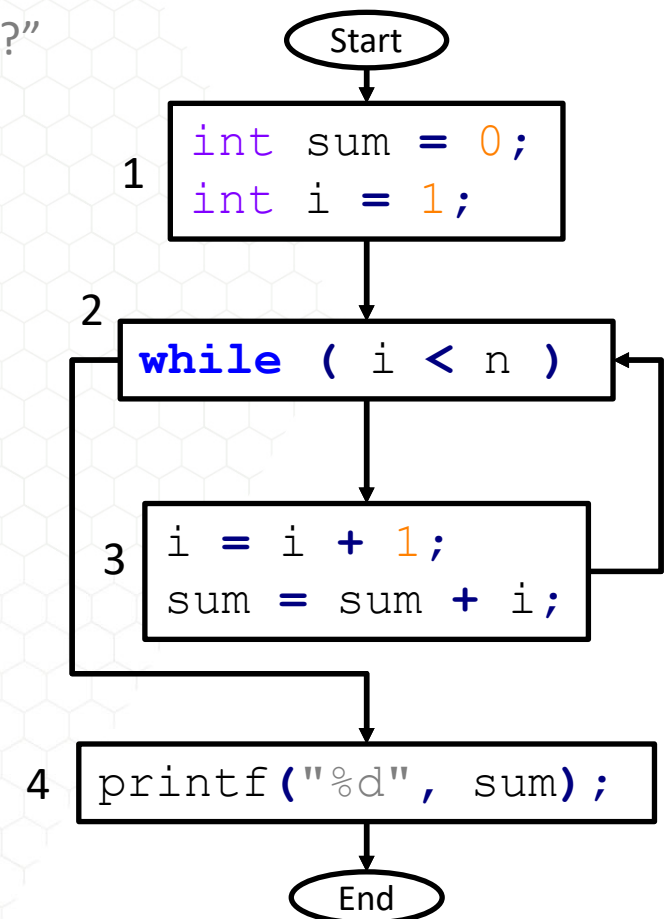 ?”
Start
1
int sum = 0;
int i = 1;
2
while ( i < n )
3
i = i + 1;
sum = sum + i;
4
printf("%d", sum);
End